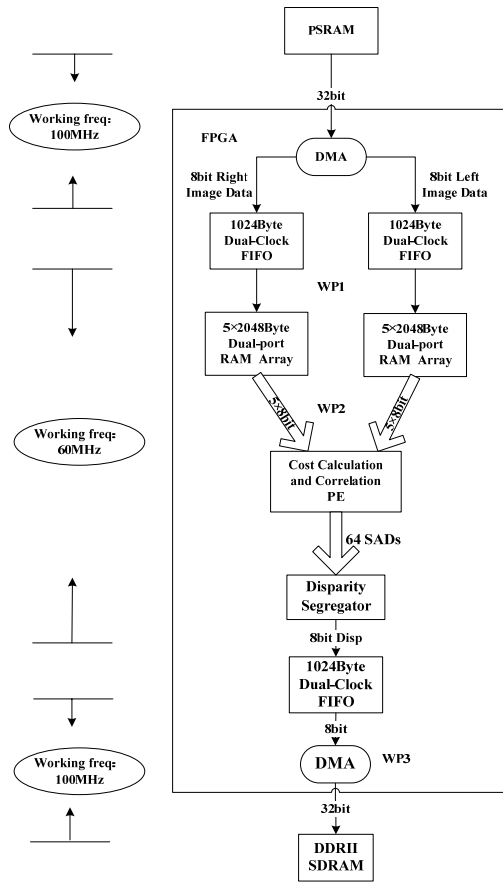 PSRAM
32bit
Working freq:
100MHz
FPGA
DMA
8bit Right
Image Data
8bit Left
Image Data
1024Byte
Dual-Clock
FIFO
1024Byte
Dual-Clock
FIFO
WP1
5×2048Byte
Dual-port
RAM Array
5×2048Byte
Dual-port
RAM Array
5×8bit
WP2
5×8bit
Working freq:
60MHz
Cost Calculation
and Correlation
PE
64 SADs
Disparity
Segregator
8bit Disp
1024Byte
Dual-Clock
FIFO
8bit
Working freq:
100MHz
DMA
WP3
32bit
DDRII
SDRAM